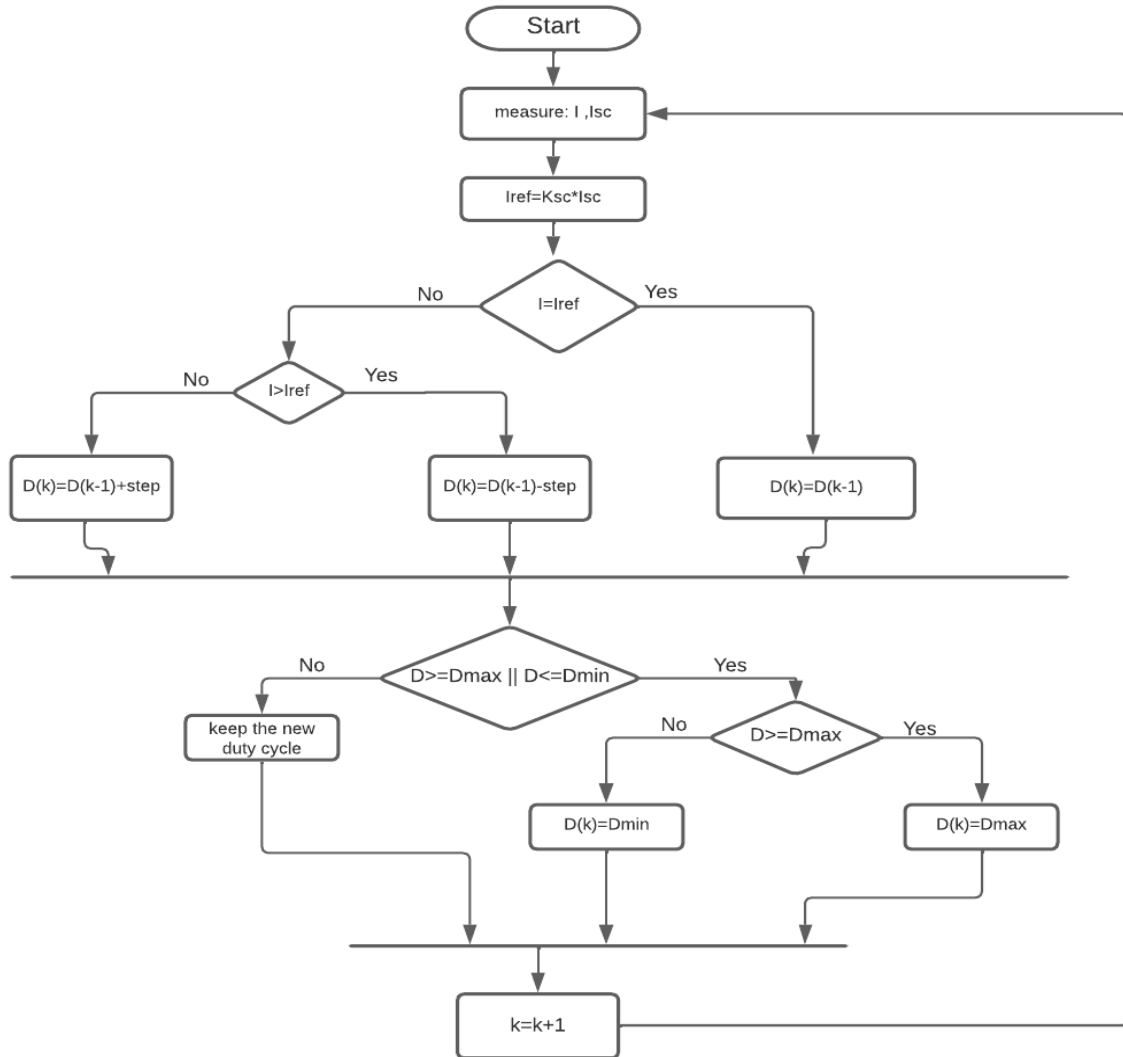 Start
measure: I ,Isc
Iref=Ksc*Isc
I=Iref
No
Yes
I>Iref
No
Yes
D(k)=D(k-1)+step
D(k)=D(k-1)-step
D(k)=D(k-1)
D>=Dmax || D<=Dmin
No
Yes
keep the new
duty cycle
D>=Dmax
No
Yes
D(k)=Dmin
D(k)=Dmax
k=k+1